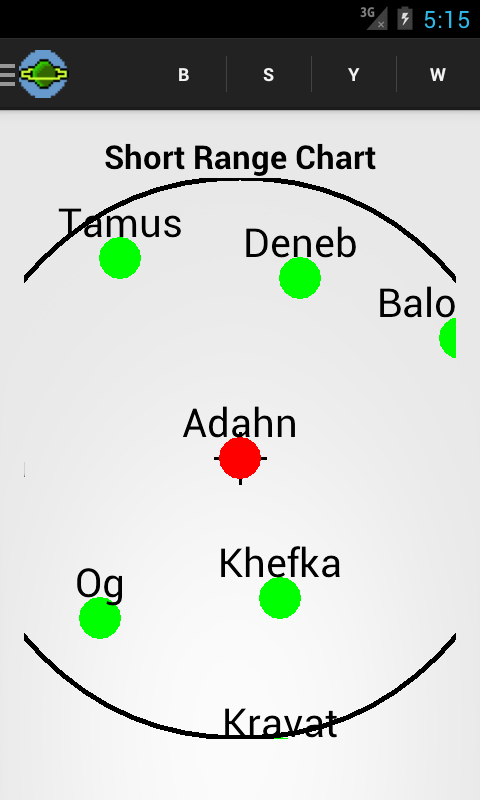 3G
5:15
B S Y W
Short Range Chart
Tamus
Deneb
Balo
Adahn
Khefka
Og
Kravat